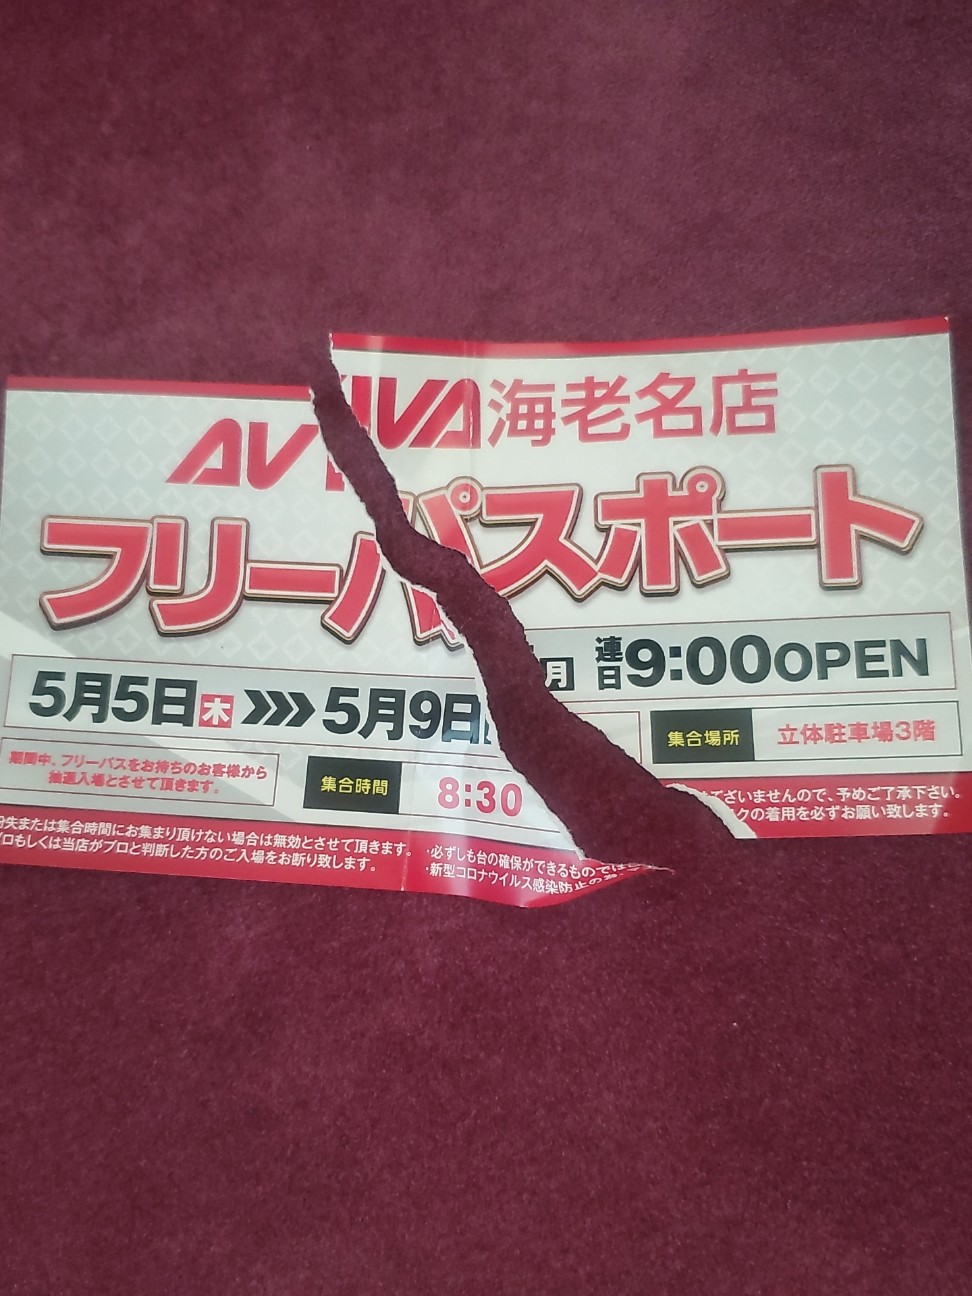 AVIVA海老名店
フリーパスポート
5月5日木 >>> 5月9日月 連日9:00OPEN
期間中、フリーパスをお持ちのお客様から
抽選入場とさせて頂きます。
集合時間 8:30
集合場所 立体駐車場3階
紛失または集合時間にお集まり頂けない場合は無効とさせて頂きます。
プロもしくは当店がプロと判断した方のご入場をお断り致します。
・必ずしも台の確保ができるものでは ございませんので、予めご了承下さい。
・新型コロナウイルス感染防止の為 クの着用を必ずお願い致します。